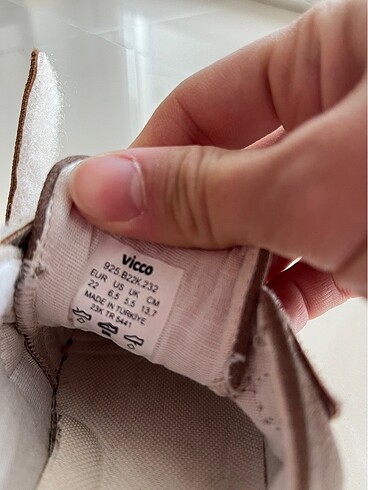 vicco
925.B22K.232
EUR US UK CM
22 6,5 5,5 13,7
MADE IN TÜRKİYE
23K TR 5441